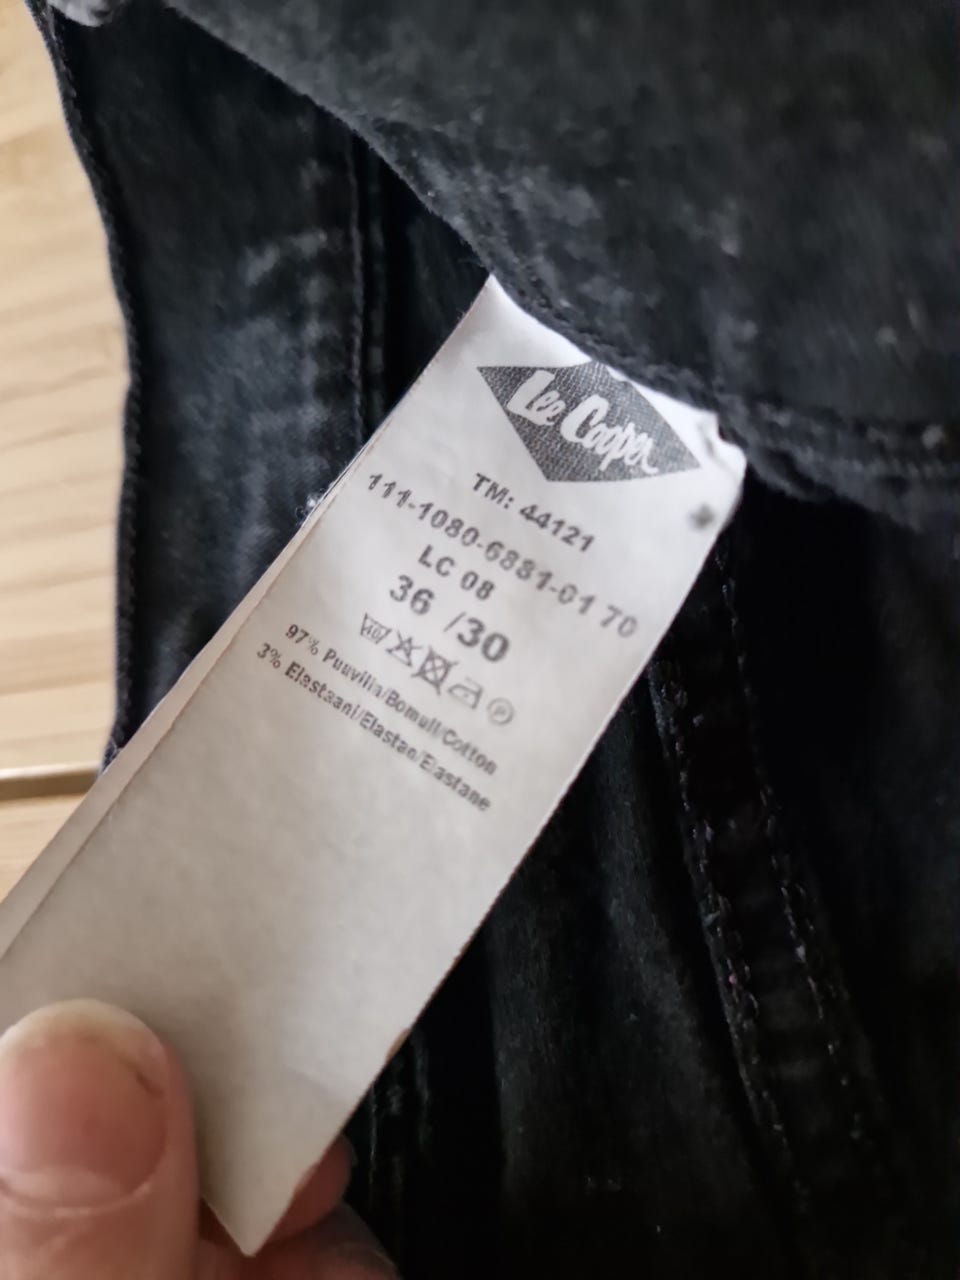 Lee Cooper
TM: 44121
111-1080-6881-01 70
LC 08
36 /30
40 P
97% Puuvilla/Bomull/Cotton
3% Elastaani/Elastan/Elastane